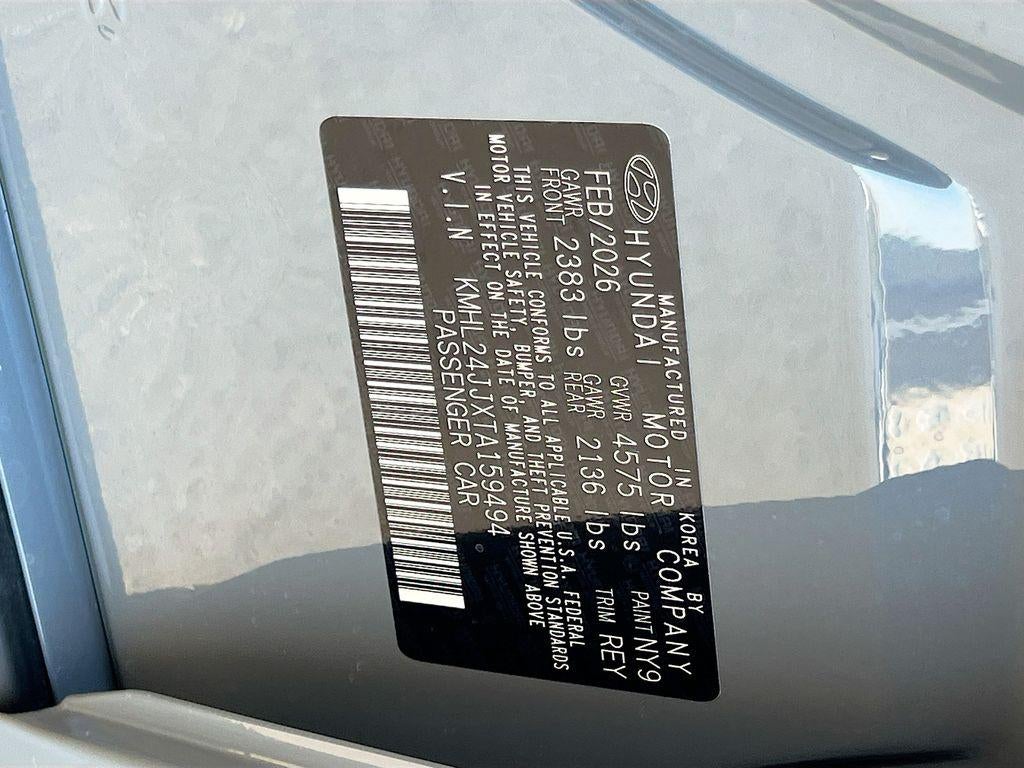 MANUFACTURED IN KOREA BY
HYUNDAI MOTOR COMPANY
FEB/2026 GVWR 4575 lbs PAINT NY9
GAWR FRONT 2383 lbs GAWR REAR 2136 lbs TRIM REY
THIS VEHICLE CONFORMS TO ALL APPLICABLE U.S.A. FEDERAL
MOTOR VEHICLE SAFETY, BUMPER, AND THEFT PREVENTION STANDARDS
IN EFFECT ON THE DATE OF MANUFACTURE SHOWN ABOVE
V.I.N KMHL24JJXTA159494
PASSENGER CAR